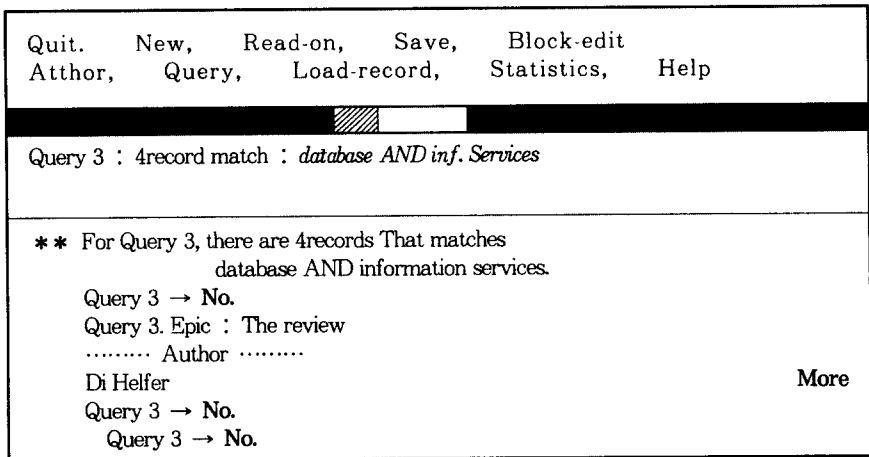 Quit. New, Read-on, Save, Block-edit
Atthor, Query, Load-record, Statistics, Help
Query 3 : 4record match : database AND inf. Services
** For Query 3, there are 4records That matches
database AND information services.
Query 3 → No.
Query 3. Epic : The review
......... Author .........
Di Helfer
More
Query 3 → No.
Query 3 → No.